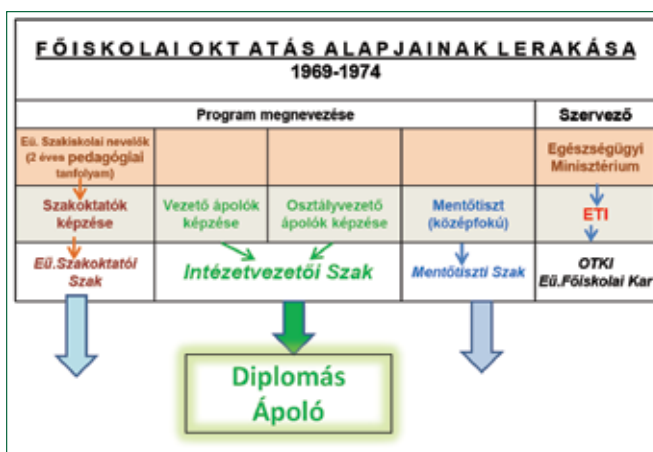 FŐISKOLAI OKT ATÁS ALAPJAINAK LERAKÁSA
1969-1974
Program megnevezése
Szervező
Eü. Szakiskolai nevelők
(2 éves pedagógiai
tanfolyam)
Egészségügyi
Minisztérium
Szakoktatók
képzése
Vezető ápolók
képzése
Osztályvezető
ápolók képzése
Mentőtiszt
(középfokú)
ETI
Eü.Szakoktatói
Szak
Intézetvezetői Szak
Mentőtiszti Szak
OTKI
Eü.Főiskolai Kar
Diplomás
Ápoló